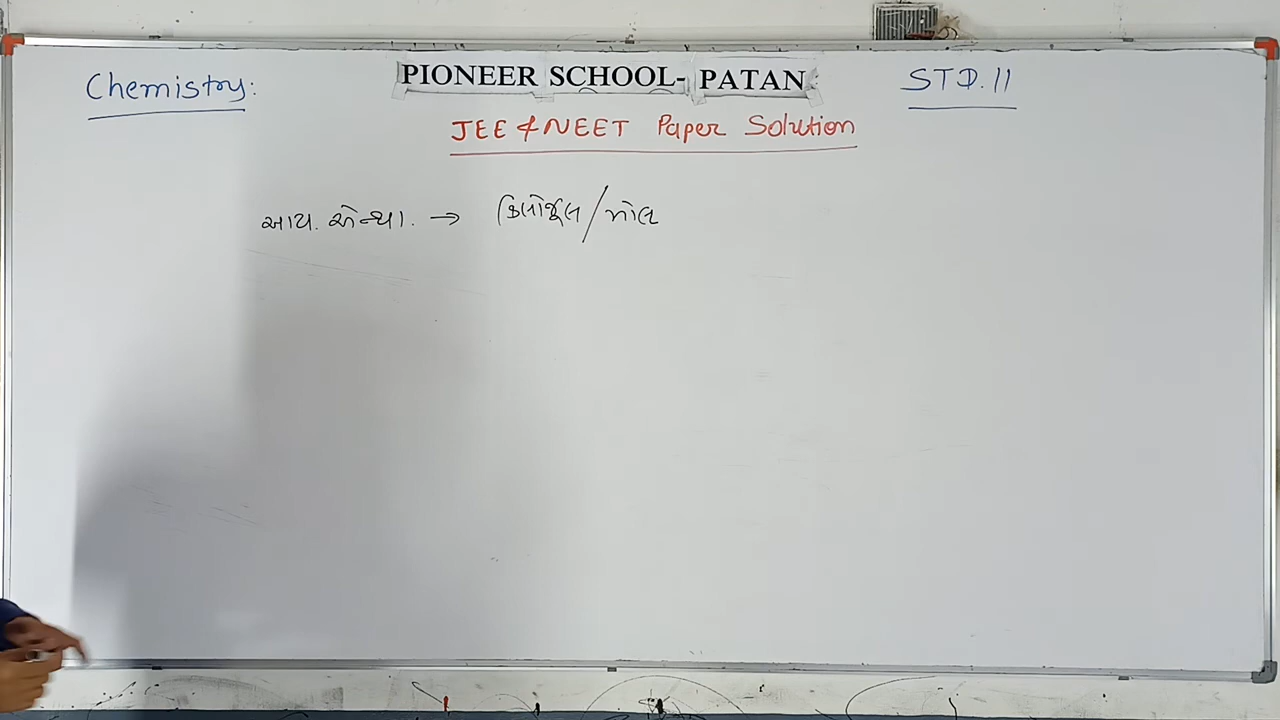 Chemistry: PIONEER SCHOOL- PATAN STD. 11
JEE & NEET Paper Solution
આય. એન્થા. → કિલોજૂલ / મોલ